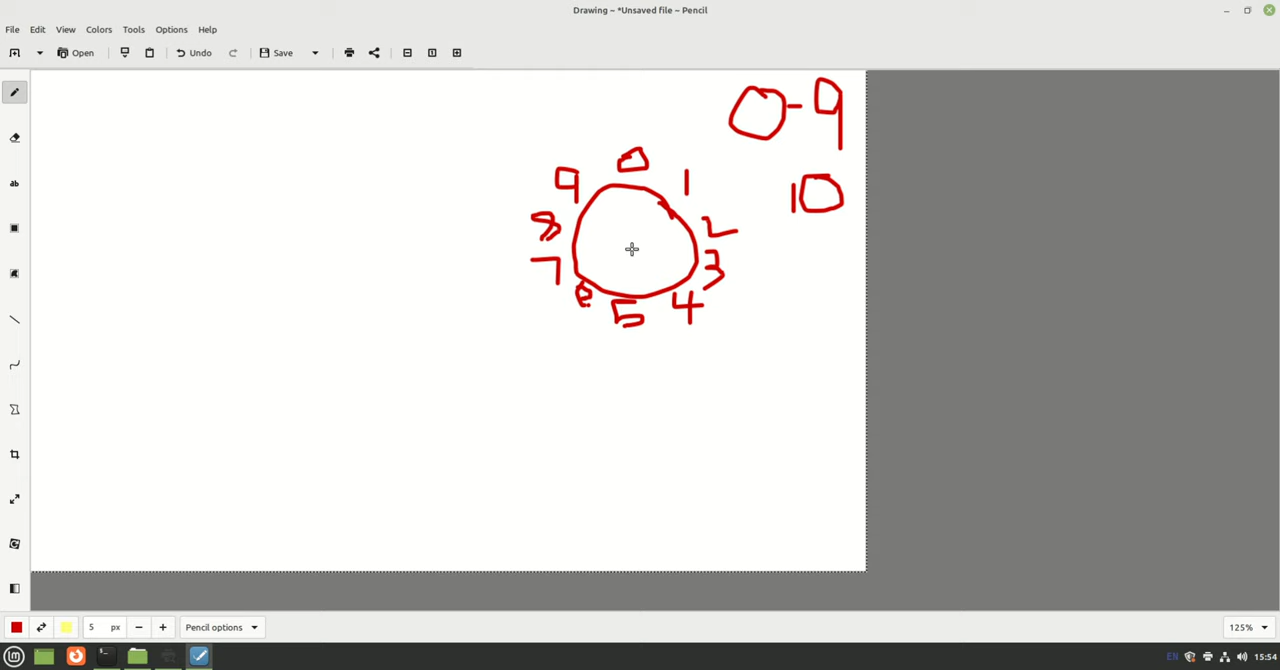 Drawing ~ *Unsaved file ~ Pencil
File Edit View Colors Tools Options Help
Open Undo Save
0-9
10
0
9 1
8 2
7 3
6 5 4
5 px Pencil options 125%
EN 15:54